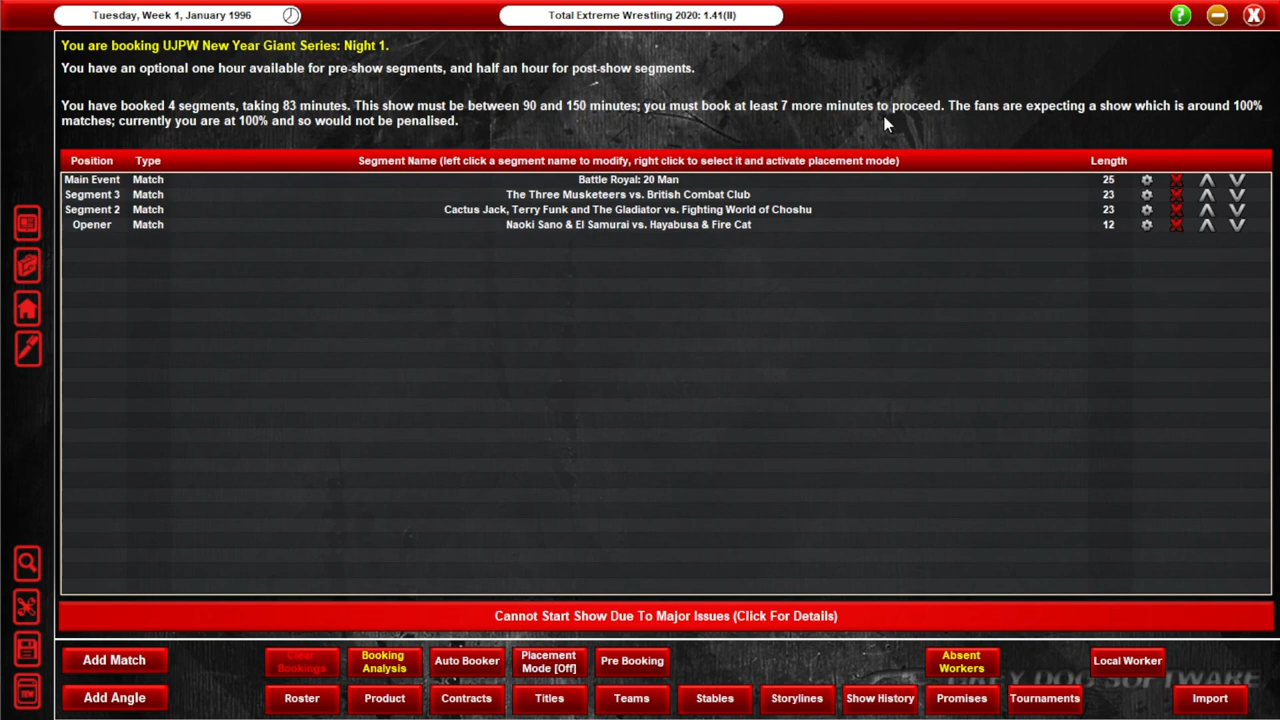 Tuesday, Week 1, January 1996
Total Extreme Wrestling 2020: 1.41(II)
You are booking UJPW New Year Giant Series: Night 1.
You have an optional one hour available for pre-show segments, and half an hour for post-show segments.
You have booked 4 segments, taking 83 minutes. This show must be between 90 and 150 minutes; you must book at least 7 more minutes to proceed. The fans are expecting a show which is around 100%
matches; currently you are at 100% and so would not be penalised.
Position Type Segment Name (left click a segment name to modify, right click to select it and activate placement mode) Length
Main Event Match Battle Royal: 20 Man 25
Segment 3 Match The Three Musketeers vs. British Combat Club 23
Segment 2 Match Cactus Jack, Terry Funk and The Gladiator vs. Fighting World of Choshu 23
Opener Match Naoki Sano & El Samurai vs. Hayabusa & Fire Cat 12
Cannot Start Show Due To Major Issues (Click For Details)
Add Match Clear Bookings Booking Analysis Auto Booker Placement Mode [Off] Pre Booking Absent Workers Local Worker
GREY DOG SOFTWARE
Add Angle Roster Product Contracts Titles Teams Stables Storylines Show History Promises Tournaments Import
TEW